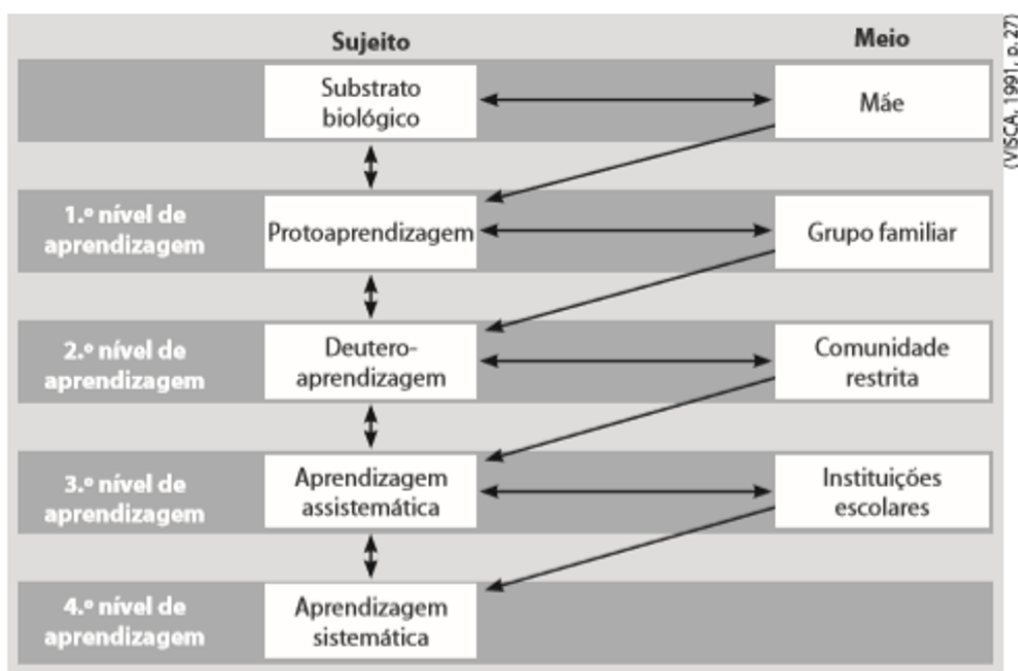 Sujeito
Meio
Substrato
biológico
Mãe
1.º nível de
aprendizagem
Protoaprendizagem
Grupo familiar
2.º nível de
aprendizagem
Deutero-
aprendizagem
Comunidade
restrita
3.º nível de
aprendizagem
Aprendizagem
assistemática
Instituições
escolares
4.º nível de
aprendizagem
Aprendizagem
sistemática
(VISCA, 1991, p. 27)